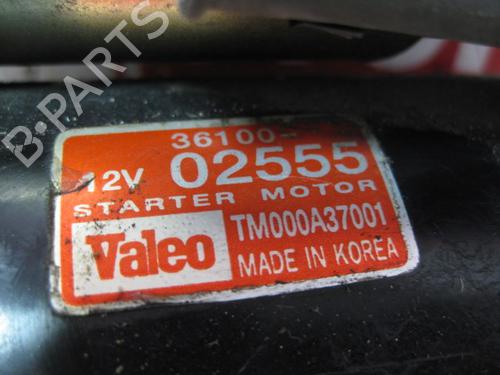 36100-
12V 02555
STARTER MOTOR
Valeo TM000A37001
MADE IN KOREA
B-PARTS